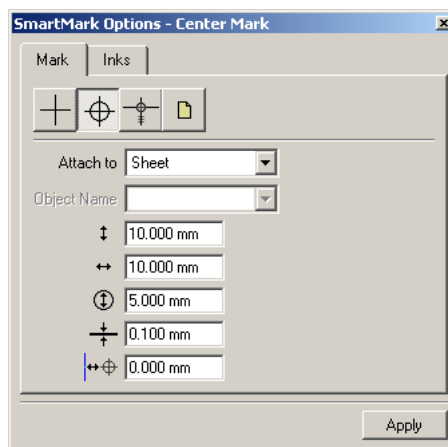 SmartMark Options - Center Mark
Mark Inks
Attach to Sheet
Object Name
10.000 mm
10.000 mm
5.000 mm
0.100 mm
0.000 mm
Apply